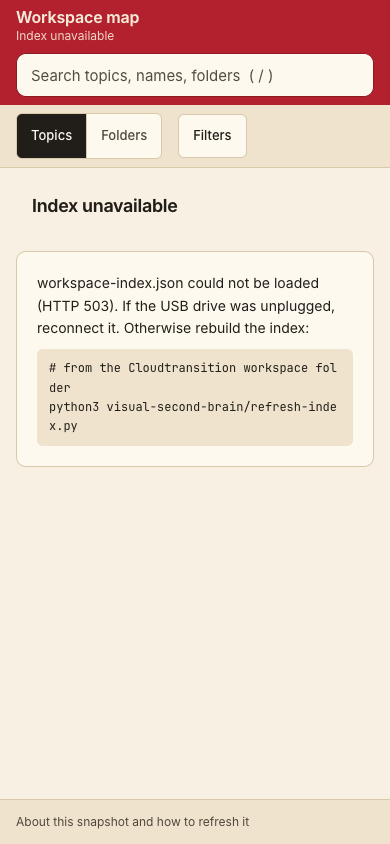 Workspace map
Index unavailable
Search topics, names, folders ( / )
Topics
Folders
Filters
Index unavailable
workspace-index.json could not be loaded
(HTTP 503). If the USB drive was unplugged,
reconnect it. Otherwise rebuild the index:
# from the Cloudtransition workspace fol
der
python3 visual-second-brain/refresh-inde
x.py
About this snapshot and how to refresh it